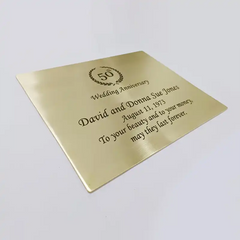 50
Wedding Anniversary
David and Donna Sue Jones
August 11, 1973
To your beauty and to your money,
may they last forever.